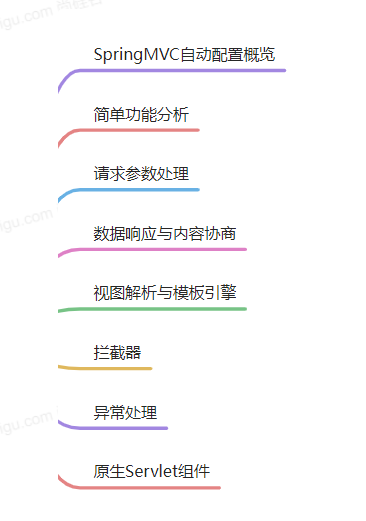 SpringMVC自动配置概览
简单功能分析
请求参数处理
数据响应与内容协商
视图解析与模板引擎
拦截器
异常处理
原生Servlet组件